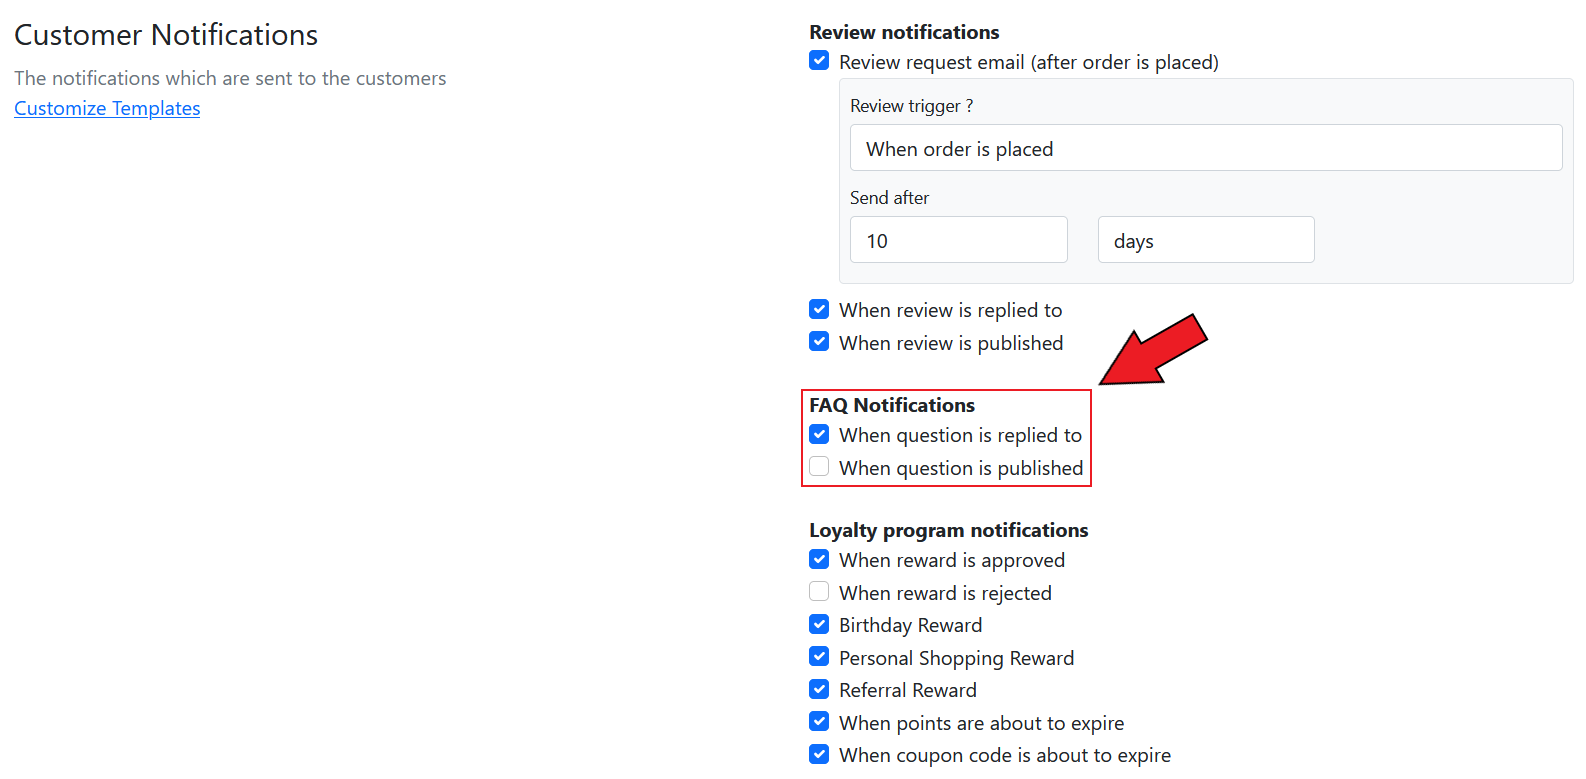 Customer Notifications
The notifications which are sent to the customers
Customize Templates
Review notifications
Review request email (after order is placed)
Review trigger ?
When order is placed
Send after
10
days
When review is replied to
When review is published
FAQ Notifications
When question is replied to
When question is published
Loyalty program notifications
When reward is approved
When reward is rejected
Birthday Reward
Personal Shopping Reward
Referral Reward
When points are about to expire
When coupon code is about to expire